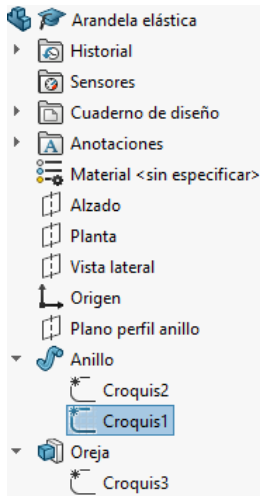 Arandela elástica
Historial
Sensores
Cuaderno de diseño
Anotaciones
Material <sin especificar>
Alzado
Planta
Vista lateral
Origen
Plano perfil anillo
Anillo
Croquis2
Croquis1
Oreja
Croquis3